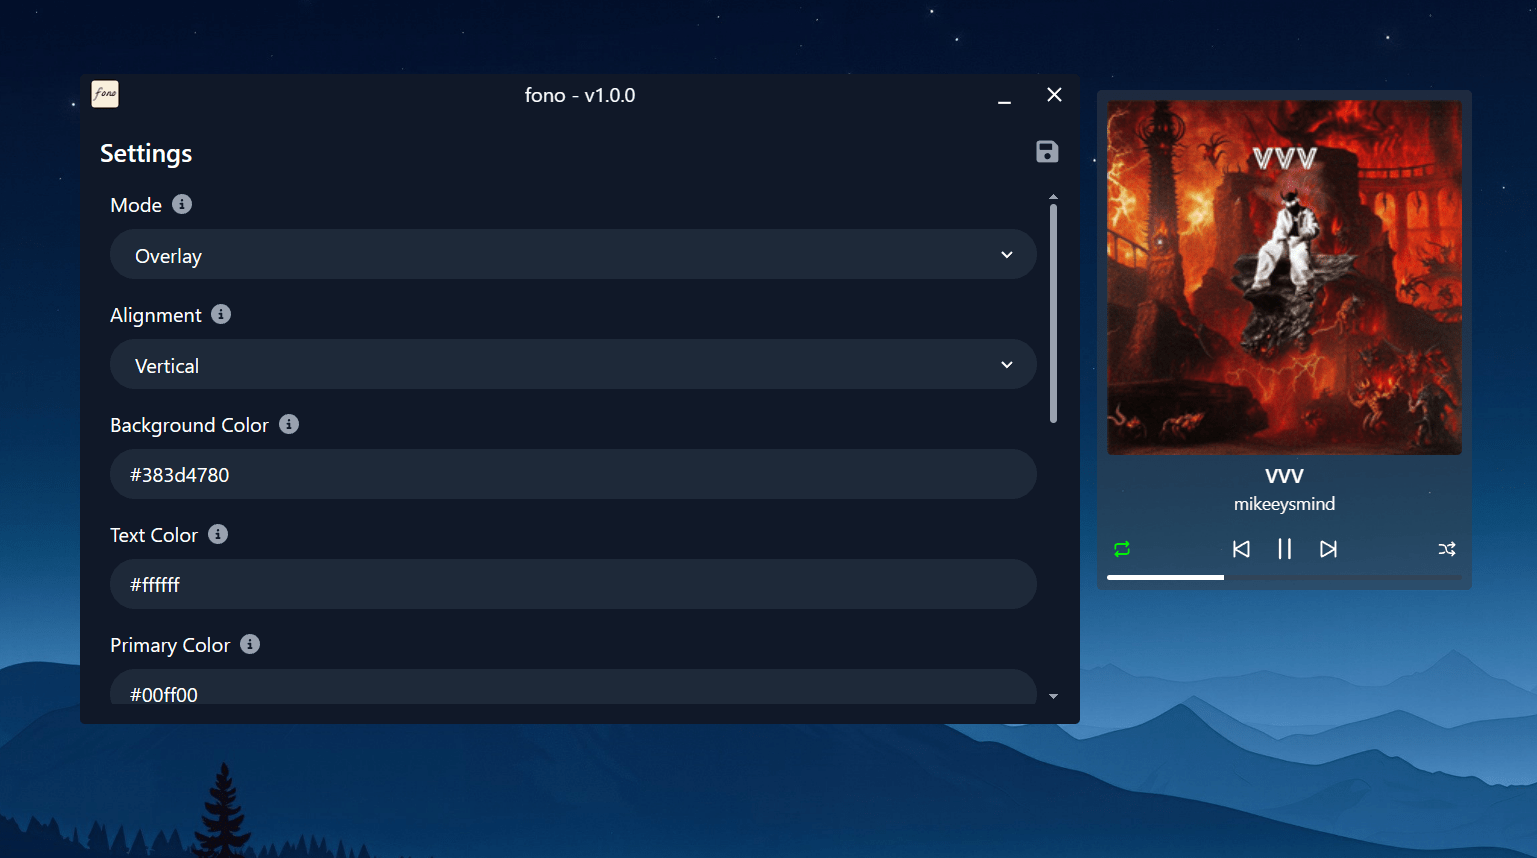 fono
fono - v1.0.0
Settings
Mode
Overlay
Alignment
Vertical
Background Color
#383d4780
Text Color
#ffffff
Primary Color
#00ff00
VVV
VVV
mikeeysmind